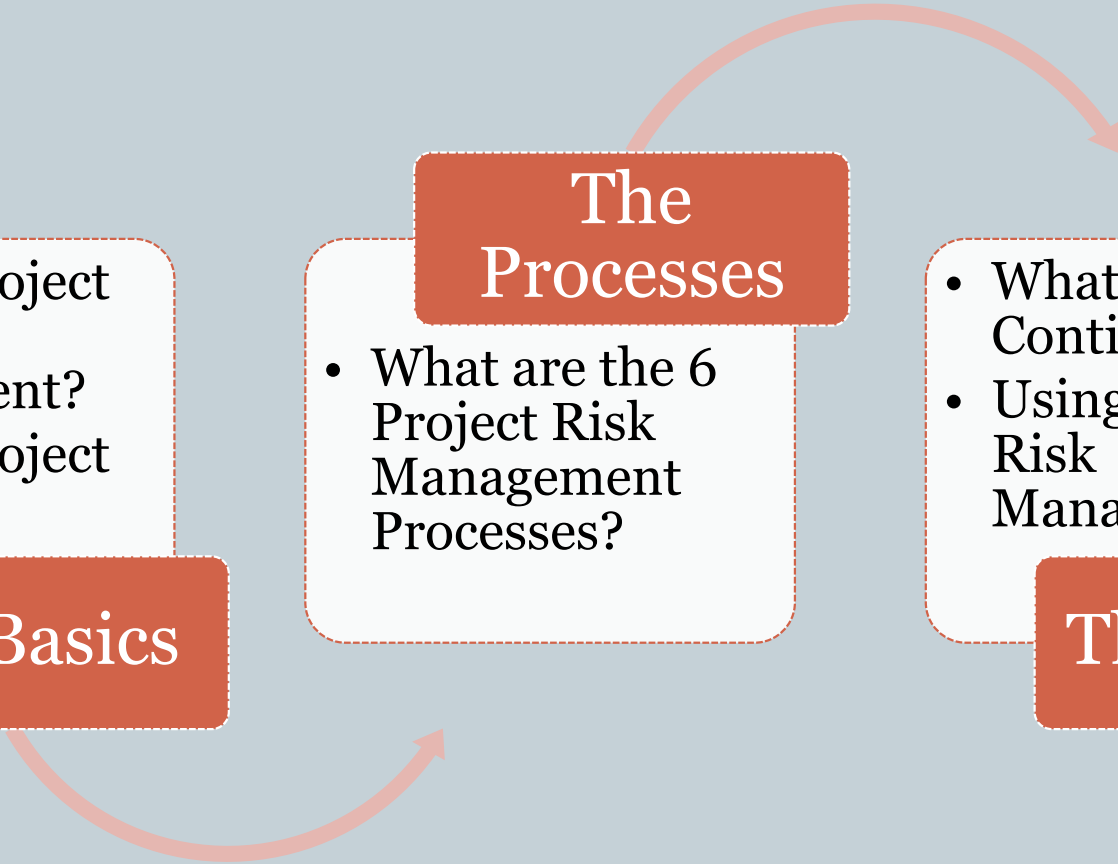 oject
ent?
oject
Basics
The
Processes
• What are the 6
Project Risk
Management
Processes?
• What
Conti
• Using
Risk
Mana
Th